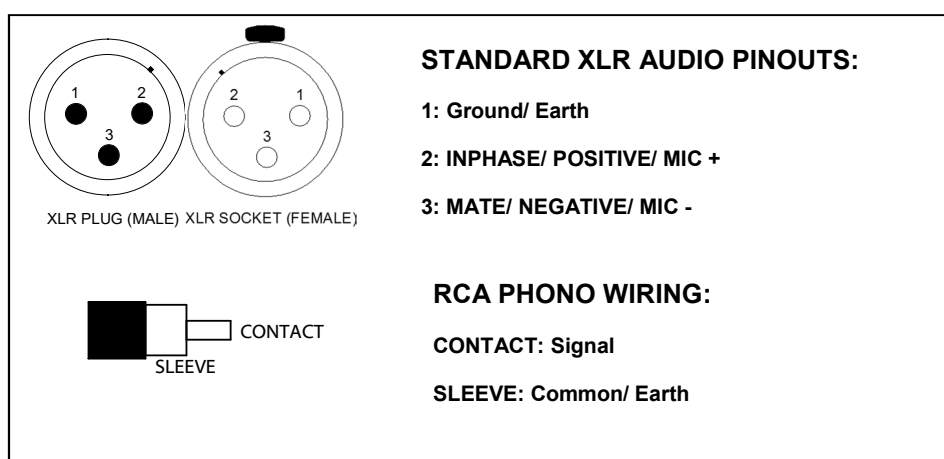 STANDARD XLR AUDIO PINOUTS:
1: Ground/ Earth
2: INPHASE/ POSITIVE/ MIC +
3: MATE/ NEGATIVE/ MIC -
1 2
3
2 1
3
XLR PLUG (MALE) XLR SOCKET (FEMALE)
RCA PHONO WIRING:
CONTACT: Signal
SLEEVE: Common/ Earth
CONTACT
SLEEVE